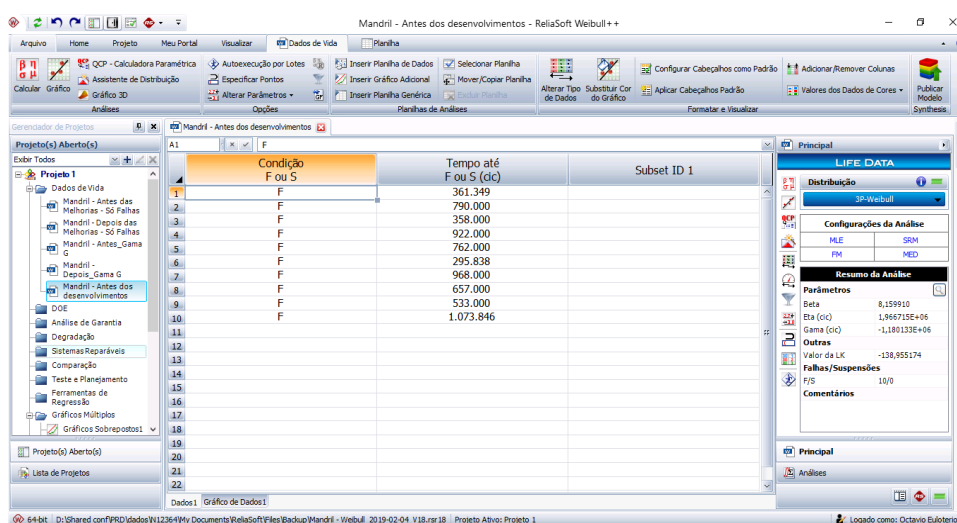 Mandril - Antes dos desenvolvimentos - ReliaSoft Weibull++
Arquivo Home Projeto Meu Portal Visualizar Dados de Vida Planilha
β η
σ μ
Calcular
Gráfico
QCP - Calculadora Paramétrica
Assistente de Distribuição
Gráfico 3D
Análises
Autoexecução por Lotes
Especificar Pontos
Alterar Parâmetros
Opções
Inserir Planilha de Dados
Inserir Gráfico Adicional
Inserir Planilha Genérica
Selecionar Planilha
Mover/Copiar Planilha
Excluir Planilha
Planilhas de Análises
Alterar Tipo
de Dados
Substituir Cor
do Gráfico
Configurar Cabeçalhos como Padrão
Aplicar Cabeçalhos Padrão
Adicionar/Remover Colunas
Valores dos Dados de Cores
Formatar e Visualizar
Publicar
Modelo
Synthesis
Gerenciador de Projetos
Projeto(s) Aberto(s)
Exibir Todos
Projeto 1
Dados de Vida
Mandril - Antes das
Melhorias - Só Falhas
Mandril - Depois das
Melhorias - Só Falhas
Mandril - Antes_Gama
G
Mandril -
Depois_Gama G
Mandril - Antes dos
desenvolvimentos
DOE
Análise de Garantia
Degradação
Sistemas Reparáveis
Comparação
Teste e Planejamento
Ferramentas de
Regressão
Gráficos Múltiplos
Gráficos Sobrepostos1
Projeto(s) Aberto(s)
Lista de Projetos
Mandril - Antes dos desenvolvimentos
A1 F
Condição
F ou S
Tempo até
F ou S (cic)
Subset ID 1
1 F 361.349
2 F 790.000
3 F 358.000
4 F 922.000
5 F 762.000
6 F 295.838
7 F 968.000
8 F 657.000
9 F 533.000
10 F 1.073.846
11
12
13
14
15
16
17
18
19
20
21
22
Dados1 Gráfico de Dados1
Principal
LIFE DATA
Distribuição
3P-Weibull
Configurações da Análise
MLE SRM
FM MED
Resumo da Análise
Parâmetros
Beta 8,159910
Eta (cic) 1,966715E+06
Gama (cic) -1,180133E+06
Outras
Valor da LK -138,955174
Falhas/Suspensões
F/S 10/0
Comentários
Principal
Análises
64-bit D:\Shared conf\PRD\dados\N12364\My Documents\ReliaSoft\Files\Backup\Mandril - Weibull_2019-02-04_V18.rsr18 Projeto Ativo: Projeto 1
Logado como: Octavio Euloterio